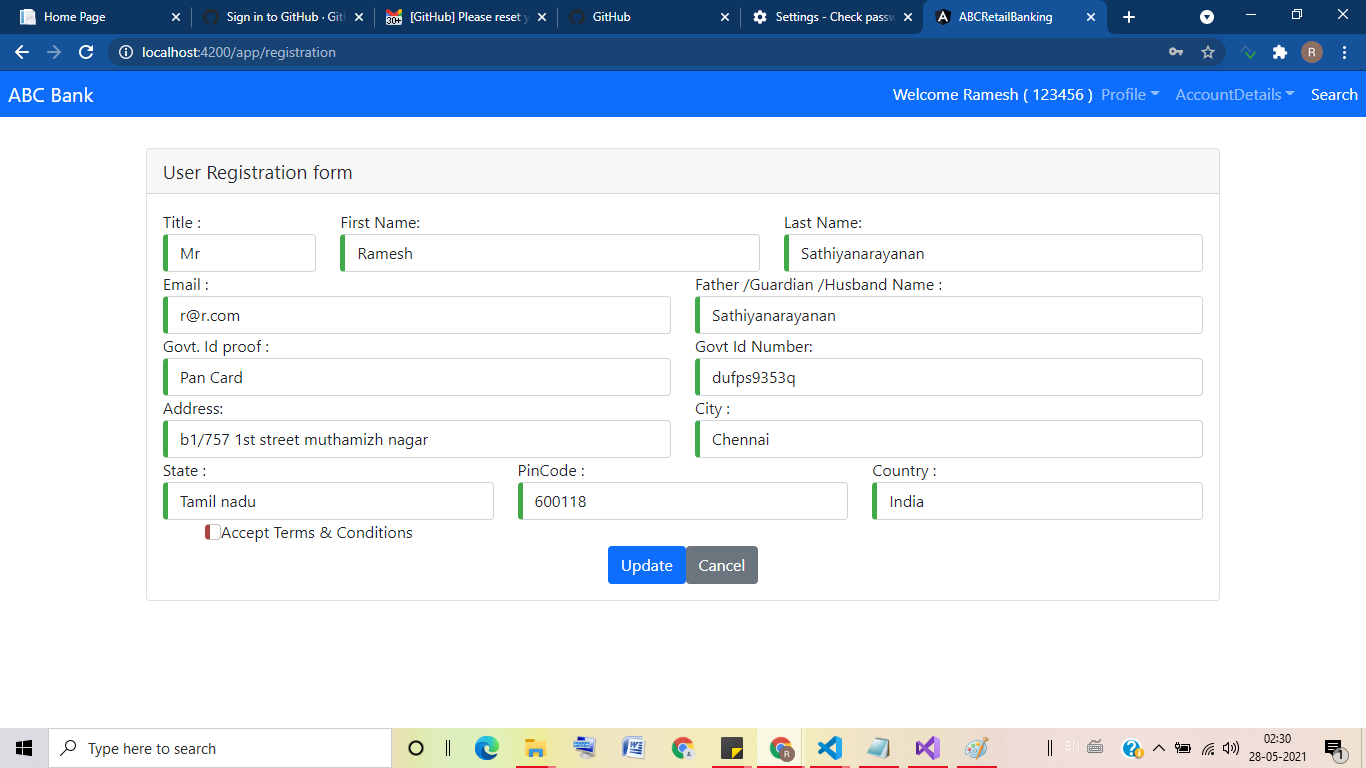 Home Page
Sign in to GitHub · Git
[GitHub] Please reset y
GitHub
Settings - Check passw
ABCRetailBanking
localhost:4200/app/registration
R
ABC Bank
Welcome Ramesh ( 123456 ) Profile AccountDetails Search
User Registration form
Title : First Name: Last Name:
Mr Ramesh Sathiyanarayanan
Email : Father /Guardian /Husband Name :
r@r.com Sathiyanarayanan
Govt. Id proof : Govt Id Number:
Pan Card dufps9353q
Address: City :
b1/757 1st street muthamizh nagar Chennai
State : PinCode : Country :
Tamil nadu 600118 India
Accept Terms & Conditions
Update Cancel
Type here to search
02:30
28-05-2021